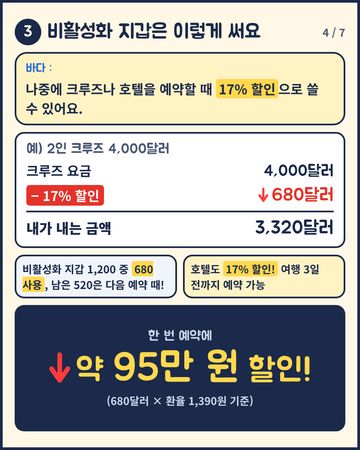 3 비활성화 지갑은 이렇게 써요 4 / 7
바다 :
나중에 크루즈나 호텔을 예약할 때 17% 할인으로 쓸
수 있어요.
예) 2인 크루즈 4,000달러
크루즈 요금 4,000달러
– 17% 할인 ↓680달러
내가 내는 금액 3,320달러
비활성화 지갑 1,200 중 680
사용, 남은 520은 다음 예약 때!
호텔도 17% 할인! 여행 3일
전까지 예약 가능
한 번 예약에
↓약 95만 원 할인!
(680달러 × 환율 1,390원 기준)